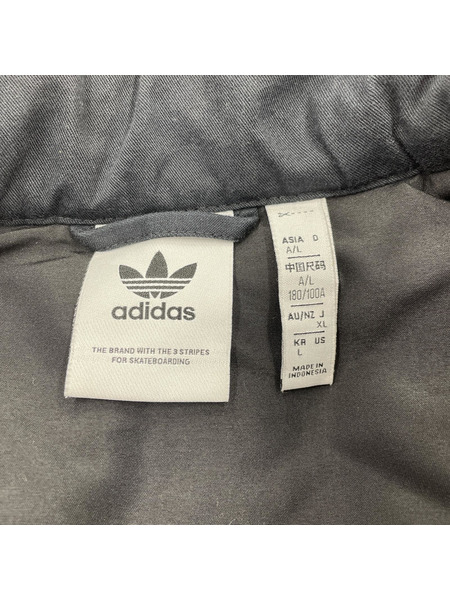 adidas
THE BRAND WITH THE 3 STRIPES
FOR SKATEBOARDING
ASIA D
A/L
中国尺码
A/L
180/100A
AU/NZ J
XL
KR US
L
MADE IN
INDONESIA